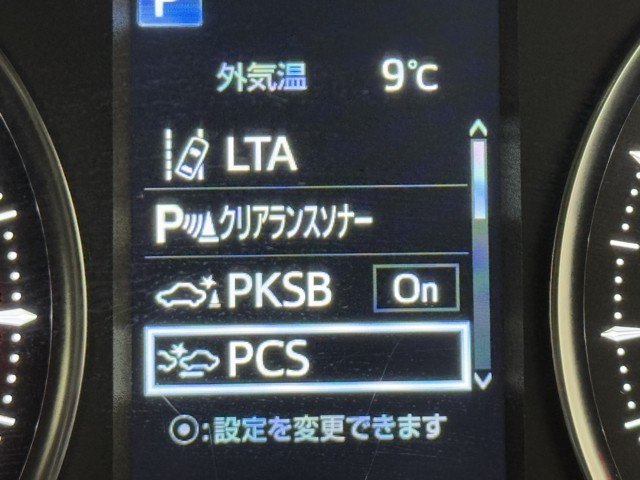 P
外気温 9℃
LTA
Pクリアランスソナー
PKSB On
PCS
◎:設定を変更できます